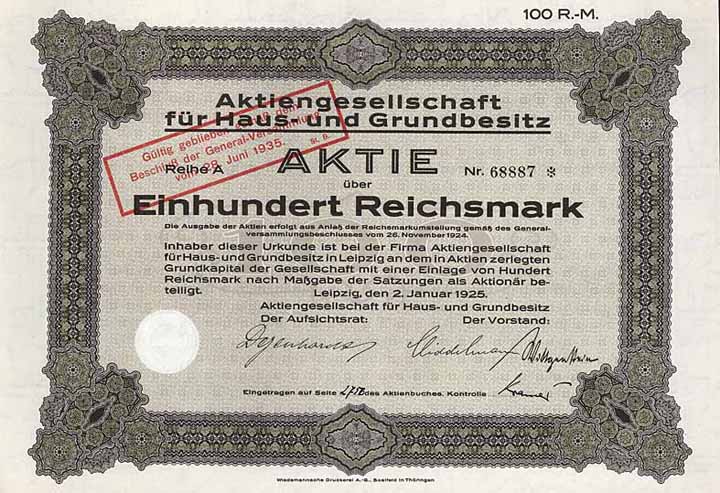 100 R.-M.
Aktiengesellschaft
für Haus- und Grundbesitz
Gültig geblieben
Beschluß der General-Versammlung
vom 28. Juni 1935.
Reihe A
AKTIE
Nr. 68887 *
über
Einhundert Reichsmark
Die Ausgabe der Aktien erfolgt aus Anlaß der Reichsmarkumstellung gemäß des General-
versammlungsbeschlusses vom 26. November 1924.
Inhaber dieser Urkunde ist bei der Firma Aktiengesellschaft
für Haus- und Grundbesitz in Leipzig an dem in Aktien zerlegten
Grundkapital der Gesellschaft mit einer Einlage von Hundert
Reichsmark nach Maßgabe der Satzungen als Aktionär be-
teiligt.
Leipzig, den 2. Januar 1925.
Aktiengesellschaft für Haus- und Grundbesitz
Der Aufsichtsrat: Der Vorstand:
Wittgenstein
Eingetragen auf Seite des Aktienbuches. Kontrolle Kramer
Wiedemannsche Druckerei A.-G., Saalfeld in Thüringen